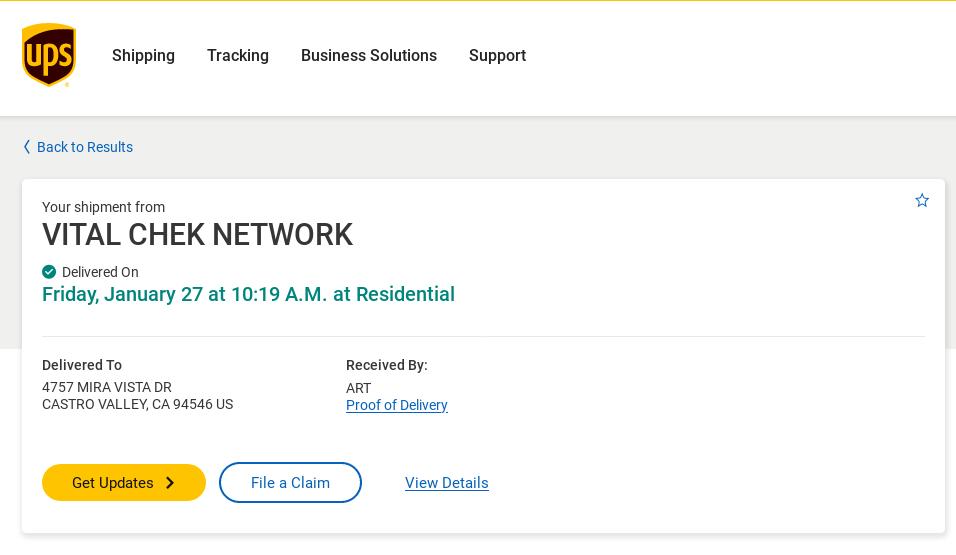 ups
Shipping
Tracking
Business Solutions
Support
Back to Results
Your shipment from
VITAL CHEK NETWORK
Delivered On
Friday, January 27 at 10:19 A.M. at Residential
Delivered To
4757 MIRA VISTA DR
CASTRO VALLEY, CA 94546 US
Received By:
ART
Proof of Delivery
Get Updates
File a Claim
View Details